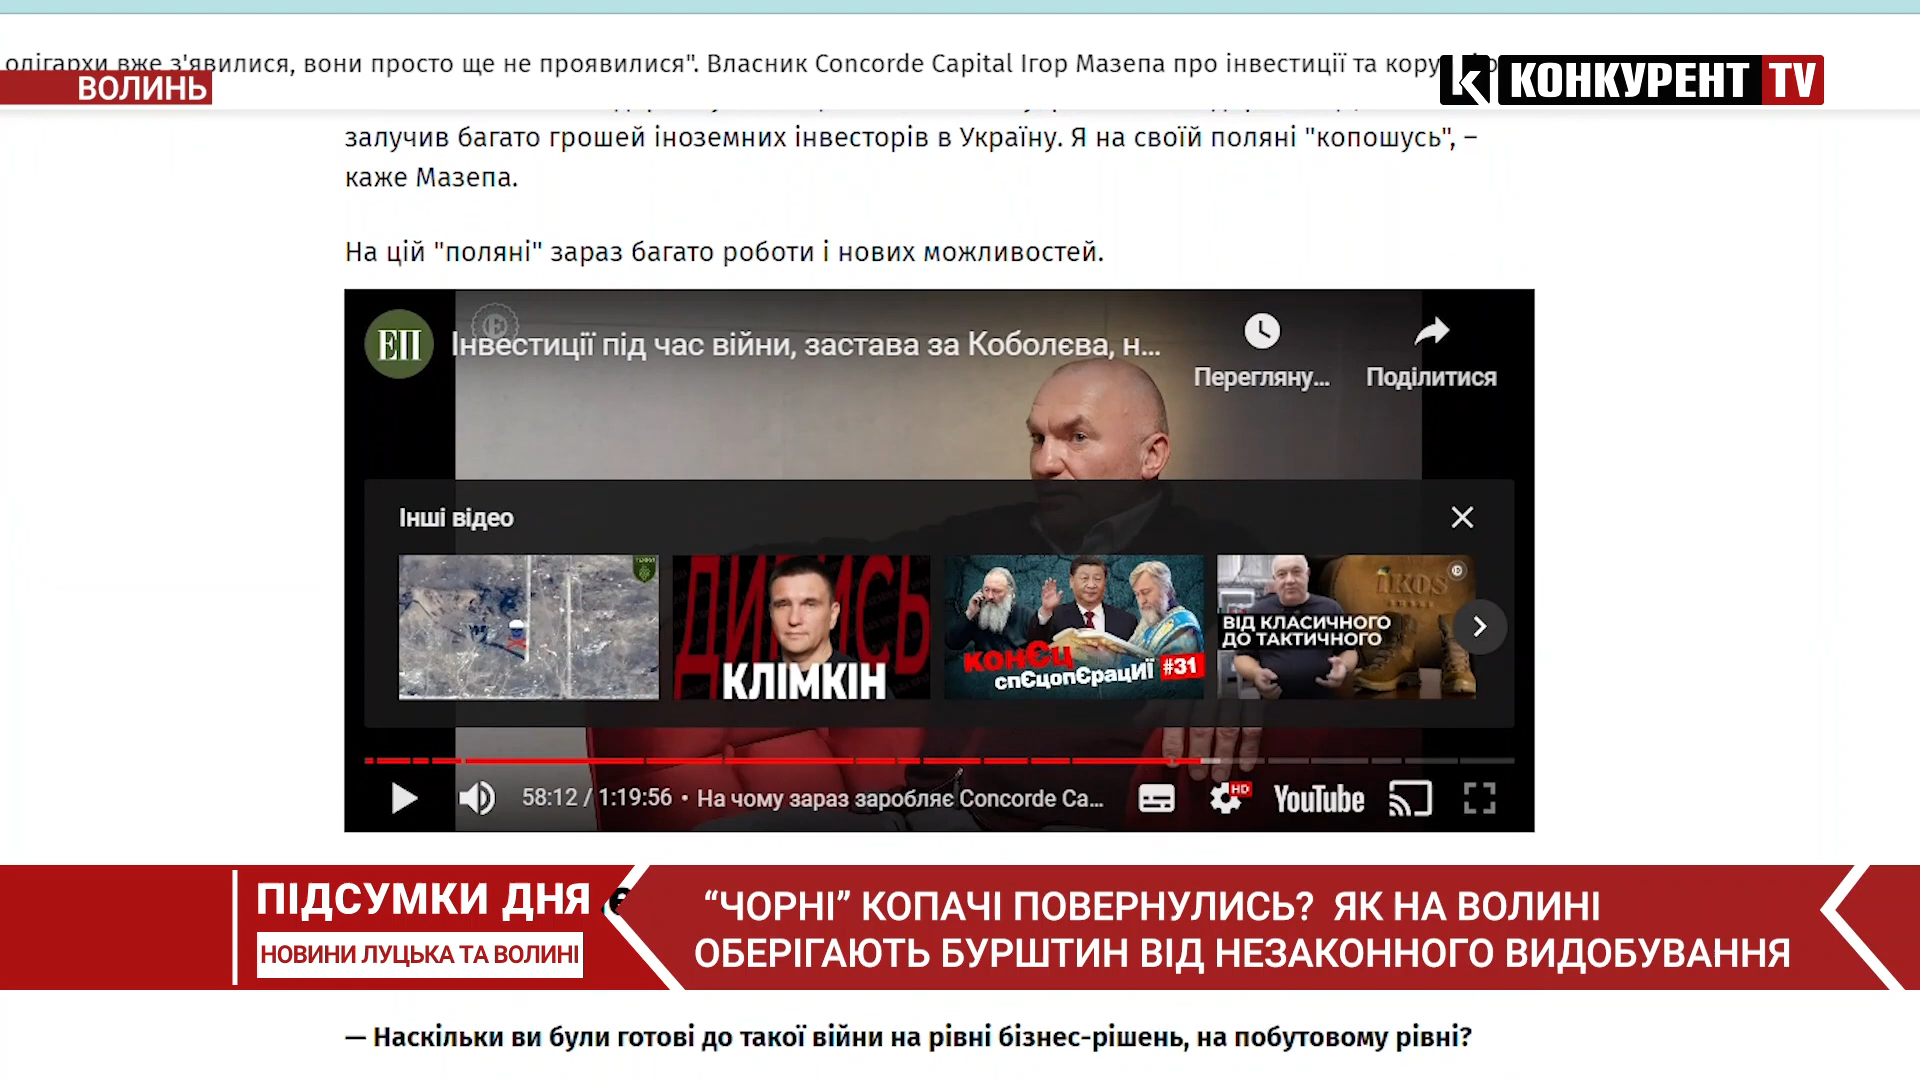 олігархи вже з'явилися, вони просто ще не проявилися". Власник Concorde Capital Ігор Мазепа про інвестиції та
ВОЛИНЬ
К КОНКУРЕНТ TV
залучив багато грошей іноземних інвесторів в Україну. Я на своїй поляні "копошусь", –
каже Мазепа.
На цій "поляні" зараз багато роботи і нових можливостей.
ЕП
Інвестиції під час війни, застава за Коболєва, н...
Перегляну...
Поділитися
Інші відео
ДИВИСЬ
КЛІМКІН
КОНЄЦ
спЄцопЄрациї #31
IKOS
ВІД КЛАСИЧНОГО
ДО ТАКТИЧНОГО
58:12 / 1:19:56 • На чому зараз заробляє Concorde Ca...
HD
YouTube
ПІДСУМКИ ДНЯ
НОВИНИ ЛУЦЬКА ТА ВОЛИНІ
“ЧОРНІ” КОПАЧІ ПОВЕРНУЛИСЬ? ЯК НА ВОЛИНІ
ОБЕРІГАЮТЬ БУРШТИН ВІД НЕЗАКОННОГО ВИДОБУВАННЯ
— Наскільки ви були готові до такої війни на рівні бізнес-рішень, на побутовому рівні?